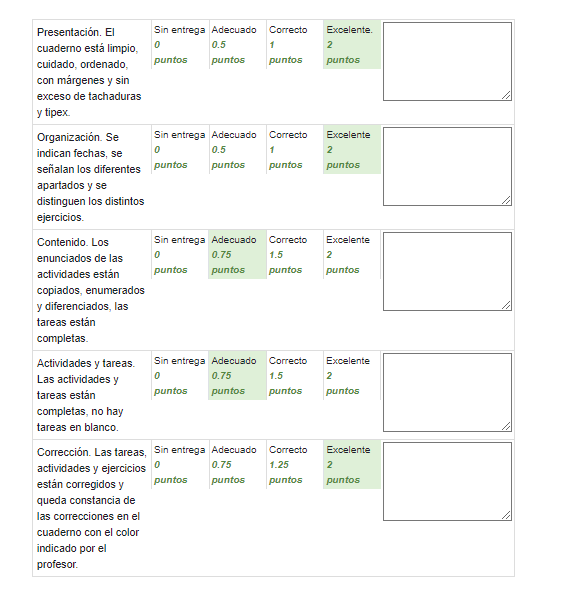 Presentación. El
cuaderno está limpio,
cuidado, ordenado,
con márgenes y sin
exceso de tachaduras
y tipex.
Sin entrega
0
puntos
Adecuado
0.5
puntos
Correcto
1
puntos
Excelente.
2
puntos
Organización. Se
indican fechas, se
señalan los diferentes
apartados y se
distinguen los distintos
ejercicios.
Sin entrega
0
puntos
Adecuado
0.5
puntos
Correcto
1
puntos
Excelente
2
puntos
Contenido. Los
enunciados de las
actividades están
copiados, enumerados
y diferenciados, las
tareas están
completas.
Sin entrega
0
puntos
Adecuado
0.75
puntos
Correcto
1.5
puntos
Excelente
2
puntos
Actividades y tareas.
Las actividades y
tareas están
completas, no hay
tareas en blanco.
Sin entrega
0
puntos
Adecuado
0.75
puntos
Correcto
1.5
puntos
Excelente
2
puntos
Corrección. Las tareas,
actividades y ejercicios
están corregidos y
queda constancia de
las correcciones en el
cuaderno con el color
indicado por el
profesor.
Sin entrega
0
puntos
Adecuado
0.75
puntos
Correcto
1.25
puntos
Excelente
2
puntos